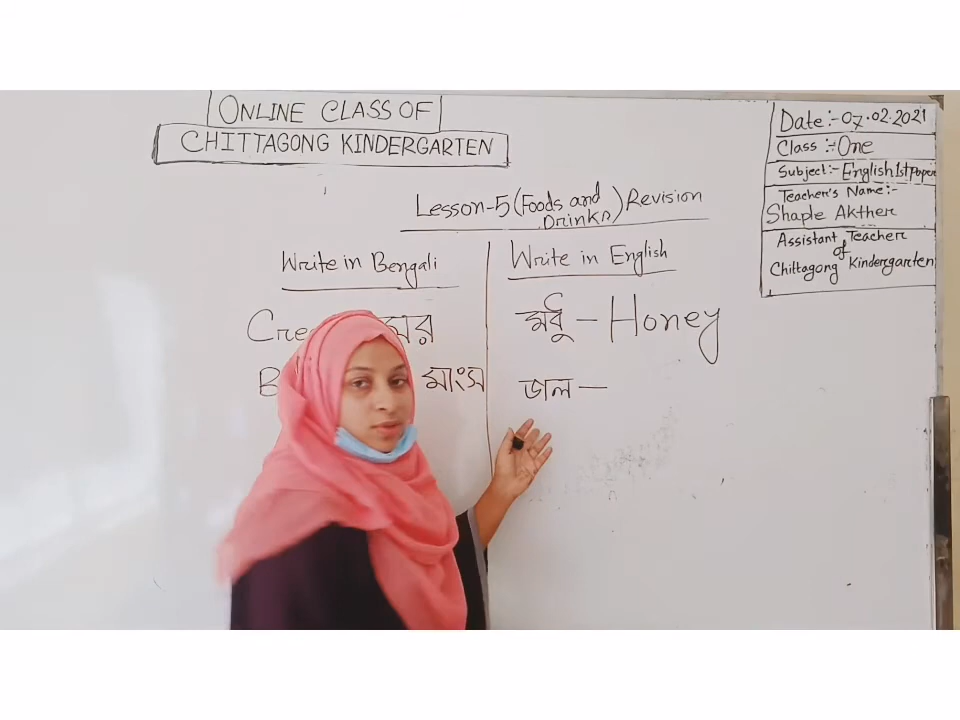 ONLINE CLASS OF
CHITTAGONG KINDERGARTEN
Date:-07.02.2021
Class:-One
Subject:-English 1st Paper
Teacher's Name:-
Shaple Akther
Assistant Teacher
of
Chittagong Kindergarten
Lesson-5 (Foods and Drinks) Revision
Write in Bengali
Write in English
মধু - Honey
মাংস
জল -